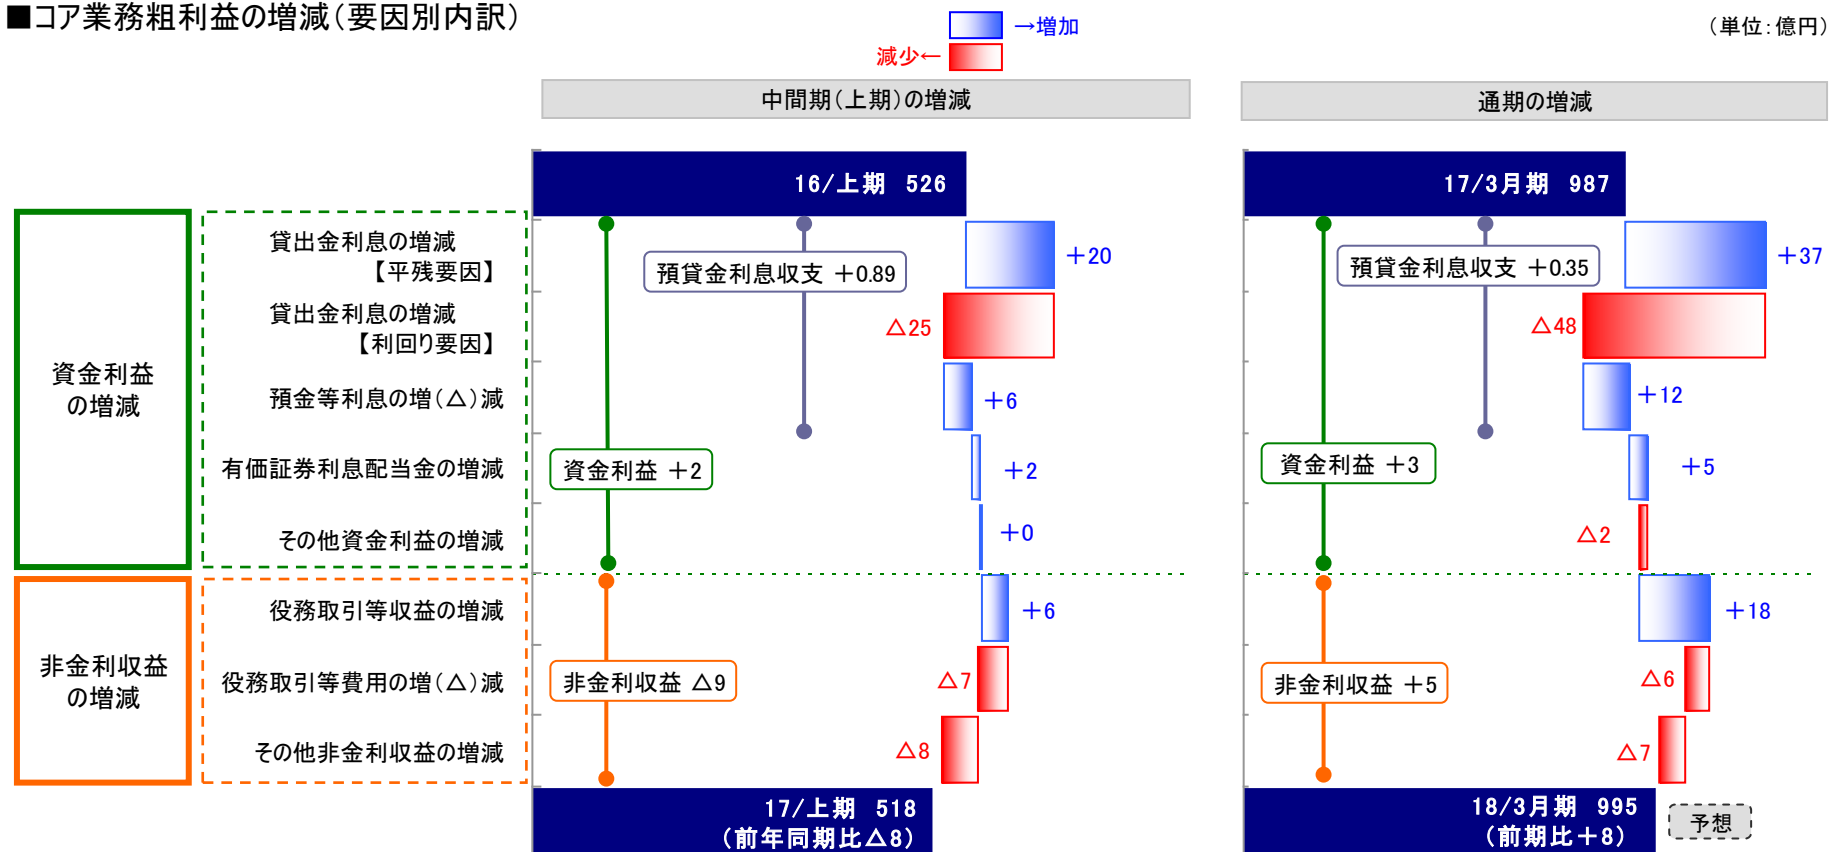 ■コア業務粗利益の増減（要因別内訳）
→増加
減少←
（単位：億円）
中間期（上期）の増減
通期の増減
16/上期 526
17/3月期 987
資金利益
の増減
貸出金利息の増減
【平残要因】
貸出金利息の増減
【利回り要因】
預金等利息の増（△）減
有価証券利息配当金の増減
その他資金利益の増減
非金利収益
の増減
役務取引等収益の増減
役務取引等費用の増（△）減
その他非金利収益の増減
預貸金利息収支 ＋0.89
＋20
△25
＋6
資金利益 ＋2
＋2
＋0
＋6
非金利収益 △9
△7
△8
17/上期 518
（前年同期比△8）
預貸金利息収支 ＋0.35
＋37
△48
＋12
資金利益 ＋3
＋5
△2
＋18
非金利収益 ＋5
△6
△7
18/3月期 995
（前期比＋8）
予想